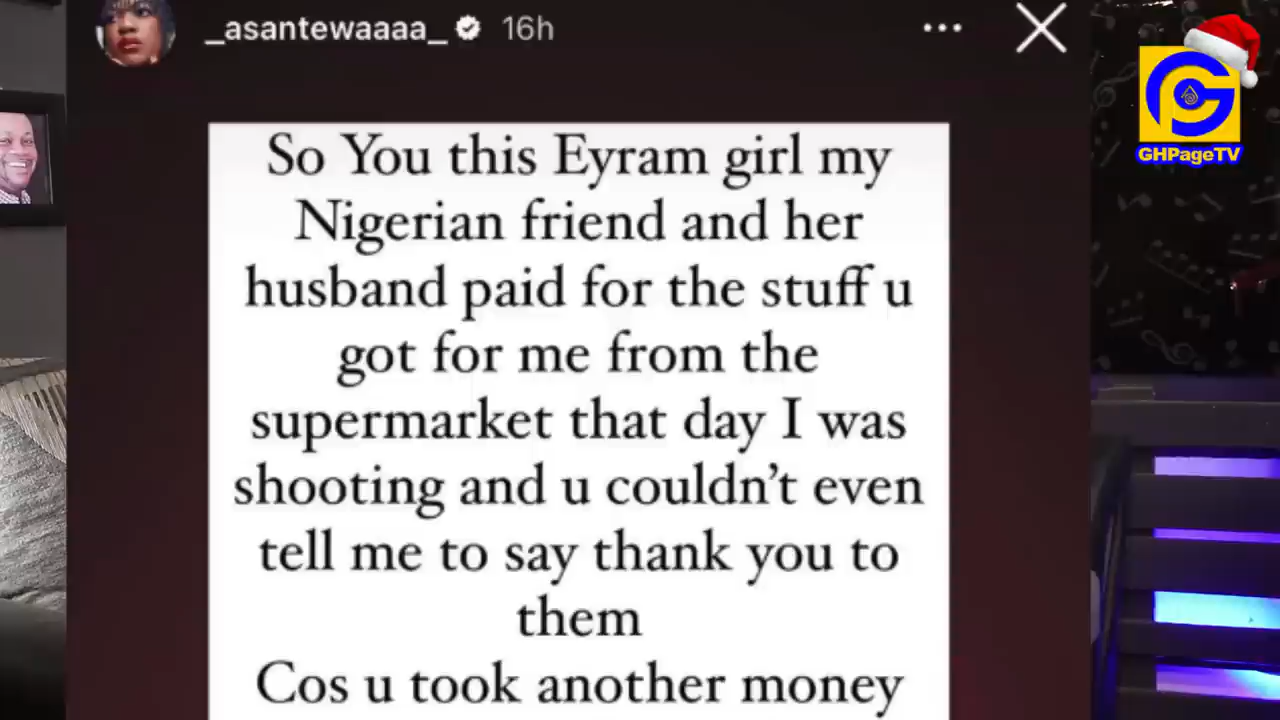 _asantewaaaa_ 16h
GHPageTV
So You this Eyram girl my
Nigerian friend and her
husband paid for the stuff u
got for me from the
supermarket that day I was
shooting and u couldn't even
tell me to say thank you to
them
Cos u took another money